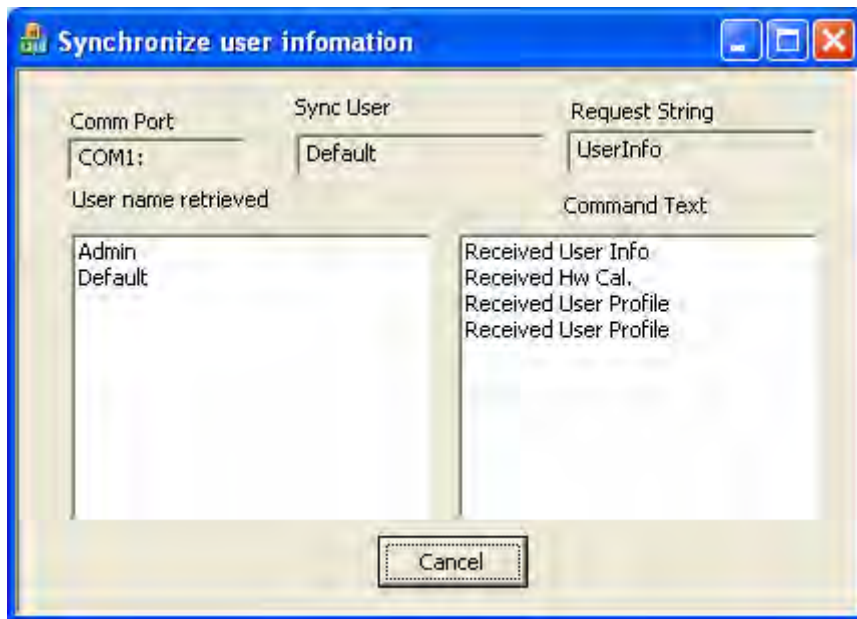 Synchronize user infomation
Comm Port
Sync User
Request String
COM1:
Default
UserInfo
User name retrieved
Command Text
Admin
Default
Received User Info
Received Hw Cal.
Received User Profile
Received User Profile
Cancel